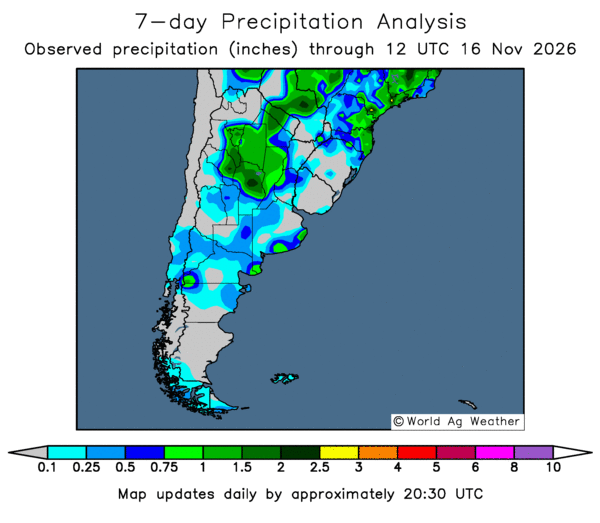 7-day Precipitation Analysis
Observed precipitation (inches) through 12 UTC 16 Nov 2026
© World Ag Weather
0.1 0.25 0.5 0.75 1 1.5 2 2.5 3 4 5 6 8 10
Map updates daily by approximately 20:30 UTC